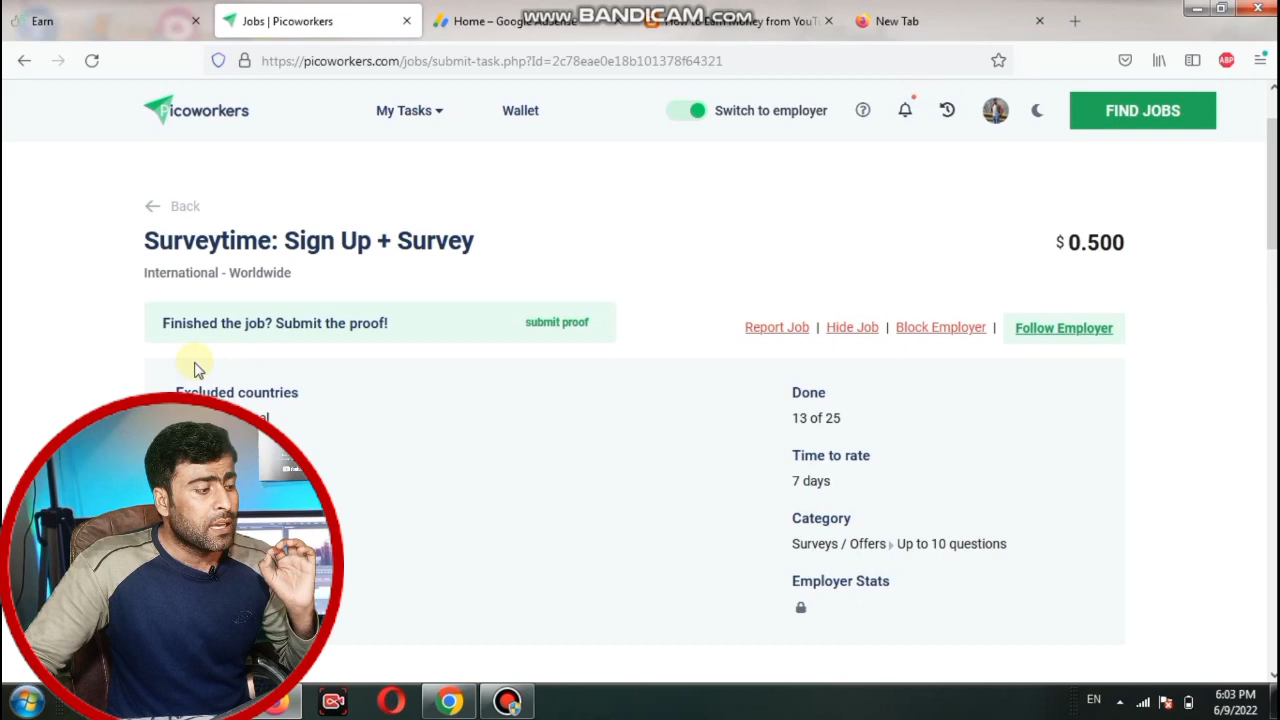 www.BANDICAM.com
Earn
Jobs | Picoworkers
Home – Google AdSense
How to Earn Money from YouT
New Tab
https://picoworkers.com/jobs/submit-task.php?Id=2c78eae0e18b101378f64321
ABP
Picoworkers
My Tasks
Wallet
Switch to employer
FIND JOBS
Back
Surveytime: Sign Up + Survey
$ 0.500
International - Worldwide
Finished the job? Submit the proof!
submit proof
Report Job | Hide Job | Block Employer | Follow Employer
Excluded countries
Done
13 of 25
Time to rate
7 days
Category
Surveys / Offers Up to 10 questions
Employer Stats
EN
6:03 PM
6/9/2022